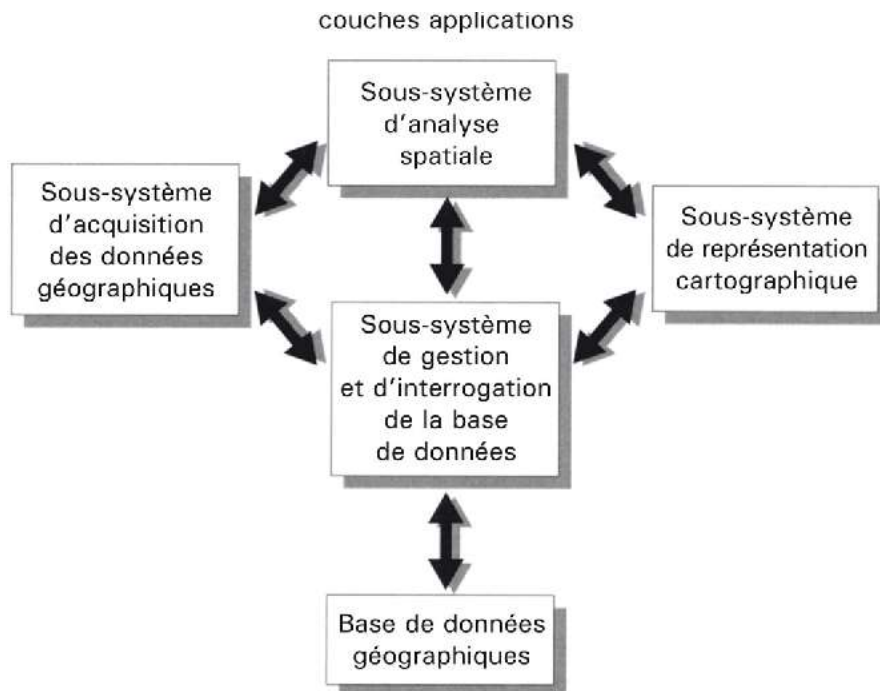 couches applications
Sous-système
d'analyse
spatiale
Sous-système
d'acquisition
des données
géographiques
Sous-système
de représentation
cartographique
Sous-système
de gestion
et d'interrogation
de la base
de données
Base de données
géographiques